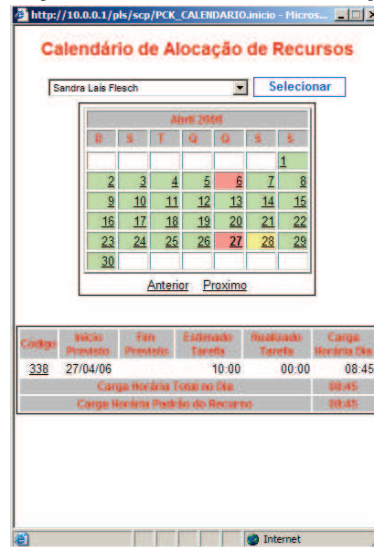 http://10.0.0.1/pls/scp/PCK_CALENDARIO.inicio - Micros...
Calendário de Alocação de Recursos
Sandra Lais Flesch Selecionar
Abril 2006
D S T Q Q S S
1
2 3 4 5 6 7 8
9 10 11 12 13 14 15
16 17 18 19 20 21 22
23 24 25 26 27 28 29
30
Anterior Proximo
Código Início Previsto Fim Previsto Estimado Tarefa Realizado Tarefa Carga Horária Dia
338 27/04/06 10:00 00:00 08:45
Carga Horária Total no Dia 08:45
Carga Horária Padrão do Recurso 08:45
Internet